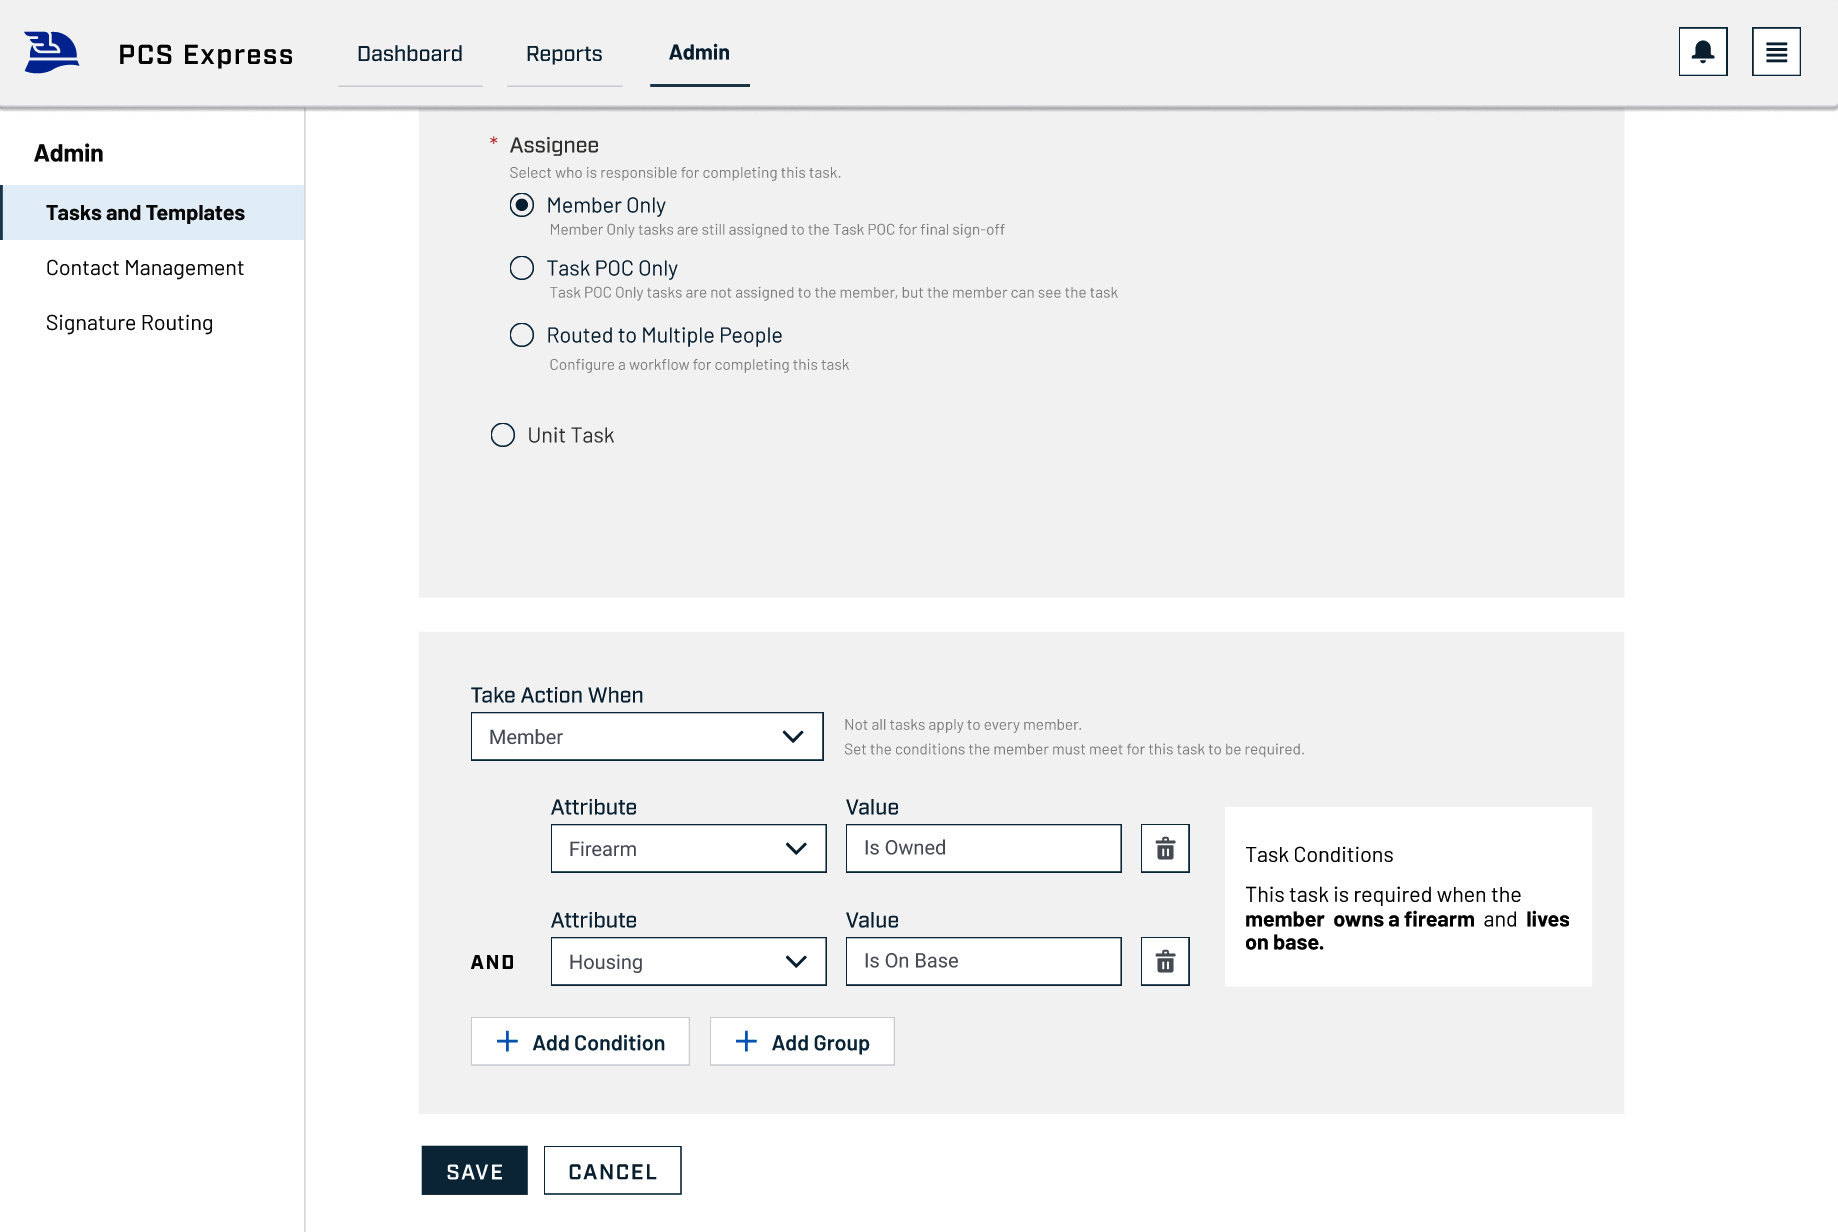 PCS Express
Dashboard
Reports
Admin
Admin
Tasks and Templates
Contact Management
Signature Routing
* Assignee
Select who is responsible for completing this task.
Member Only
Member Only tasks are still assigned to the Task POC for final sign-off
Task POC Only
Task POC Only tasks are not assigned to the member, but the member can see the task
Routed to Multiple People
Configure a workflow for completing this task
Unit Task
Take Action When
Member
Not all tasks apply to every member.
Set the conditions the member must meet for this task to be required.
Attribute
Value
Firearm
Is Owned
Attribute
Value
AND
Housing
Is On Base
Task Conditions
This task is required when the
member owns a firearm and lives
on base.
Add Condition
Add Group
SAVE
CANCEL